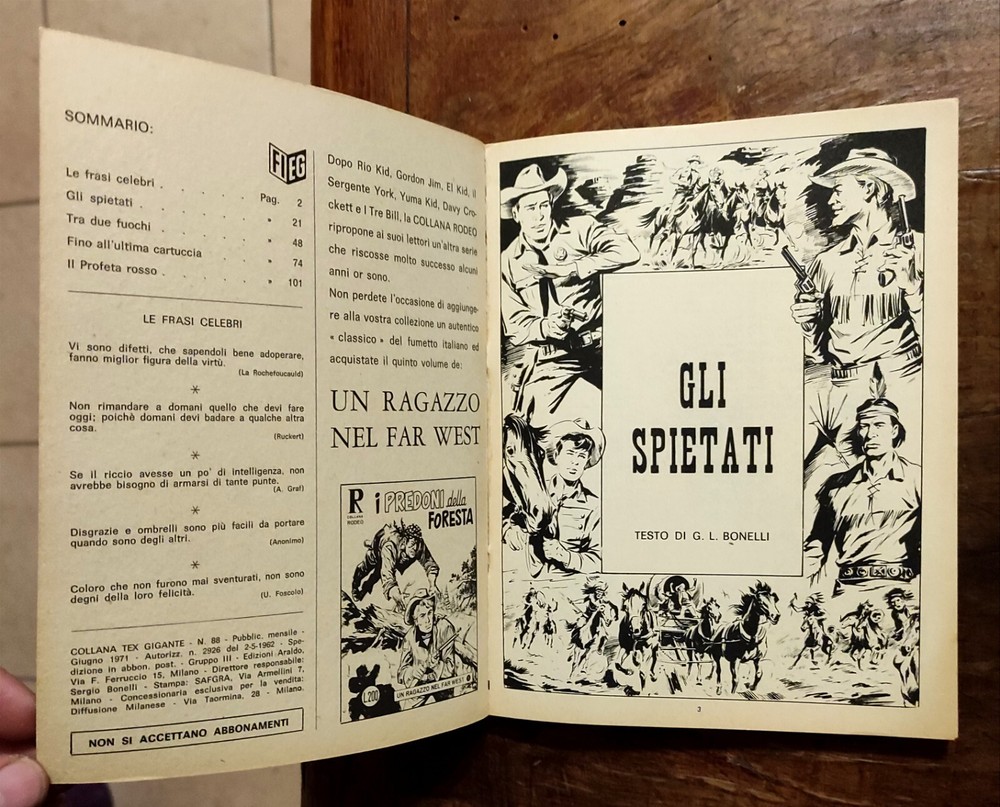 SOMMARIO:
FIEG
Le frasi celebri . . . . . Pag. 2
Gli spietati . . . . . . » 21
Tra due fuochi . . . . . » 48
Fino all'ultima cartuccia . . . » 74
Il Profeta rosso . . . . . » 101
LE FRASI CELEBRI
Vi sono difetti, che sapendoli bene adoperare,
fanno miglior figura della virtù.
(La Rochefoucauld)
*
Non rimandare a domani quello che devi fare
oggi; poichè domani devi badare a qualche altra
cosa.
(Ruckert)
*
Se il riccio avesse un po' di intelligenza, non
avrebbe bisogno di armarsi di tante punte.
(A. Graf)
*
Disgrazie e ombrelli sono più facili da portare
quando sono degli altri.
(Anonimo)
*
Coloro che non furono mai sventurati, non sono
degni della loro felicità.
(U. Foscolo)
COLLANA TEX GIGANTE - N. 88 - Pubblic. mensile -
Giugno 1971 - Autorizz. n. 2926 del 2-5-1962 - Spe-
dizione in abbon. post. - Gruppo III - Edizioni Araldo,
Via F. Ferruccio 15, Milano - Direttore responsabile:
Sergio Bonelli - Stampa: SAFGRA, Via Armellini 7,
Milano - Concessionaria esclusiva per la vendita:
Diffusione Milanese - Via Taormina, 28 - Milano.
NON SI ACCETTANO ABBONAMENTI
Dopo Rio Kid, Gordon Jim, El Kid, il
Sergente York, Yuma Kid, Davy Cro-
ckett e I Tre Bill, la COLLANA RODEO
ripropone ai suoi lettori un'altra serie
che riscosse molto successo alcuni
anni or sono.
Non perdete l'occasione di aggiunge-
re alla vostra collezione un autentico
« classico » del fumetto italiano ed
acquistate il quinto volume de:
UN RAGAZZO
NEL FAR WEST
R
COLLANA
RODEO
i PREDONI della
FORESTA
L.200
UN RAGAZZO NEL FAR WEST
GLI
SPIETATI
TESTO DI G. L. BONELLI
3